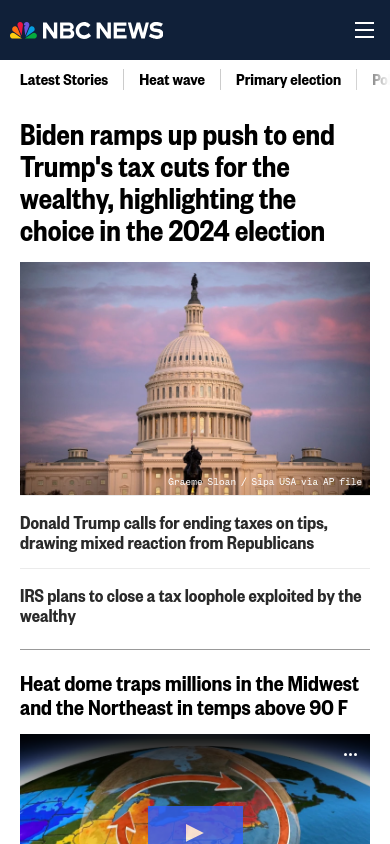 NBC NEWS
Latest Stories
Heat wave
Primary election
Po
Biden ramps up push to end
Trump's tax cuts for the
wealthy, highlighting the
choice in the 2024 election
Graeme Sloan / Sipa USA via AP file
Donald Trump calls for ending taxes on tips,
drawing mixed reaction from Republicans
IRS plans to close a tax loophole exploited by the
wealthy
Heat dome traps millions in the Midwest
and the Northeast in temps above 90 F